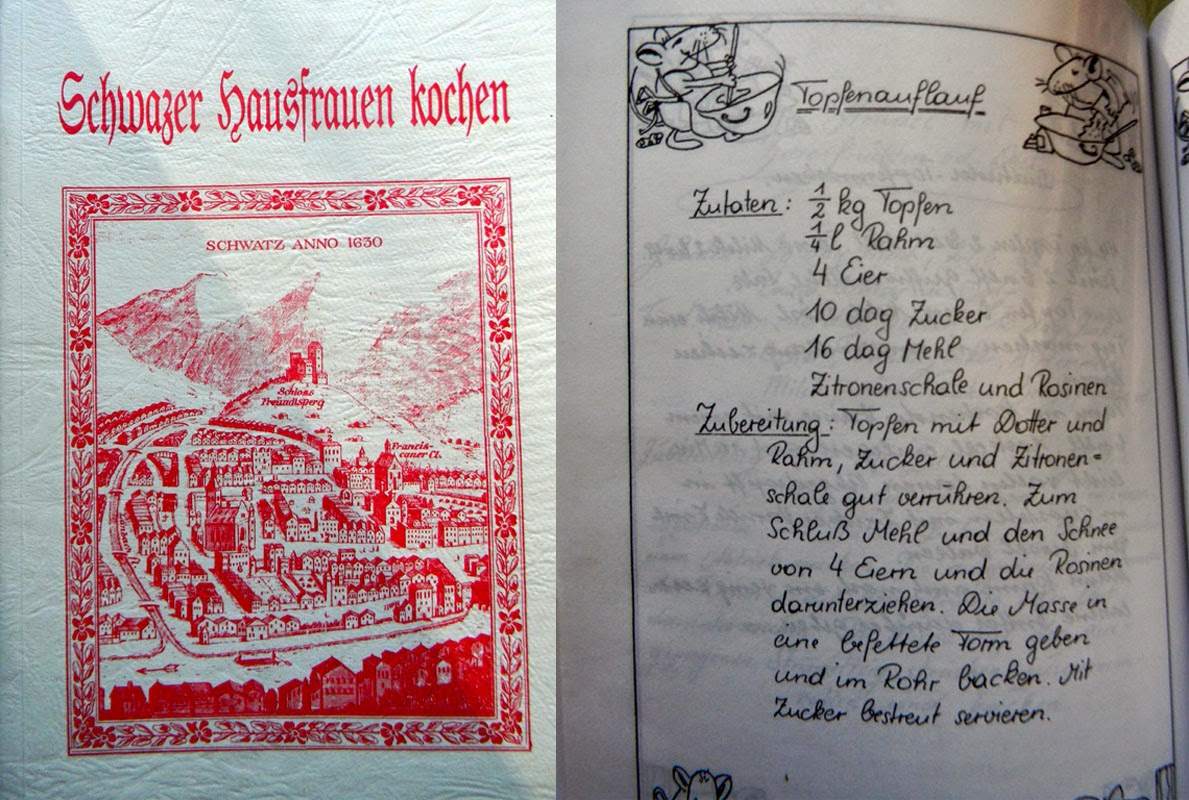 Schwazer Hausfrauen kochen
SCHWATZ ANNO 1630
Schloss
Freundtsperg
Francis-
caner Cl.
Topfenauflauf
Zutaten: 1/2 kg Topfen
1/4 l Rahm
4 Eier
10 dag Zucker
16 dag Mehl
Zitronenschale und Rosinen
Zubereitung: Topfen mit Dotter und
Rahm, Zucker und Zitronen=
schale gut verrühren. Zum
Schluß Mehl und den Schnee
von 4 Eiern und die Rosinen
darunterziehen. Die Masse in
eine befettete Form geben
und im Rohr backen. Mit
Zucker bestreut servieren.